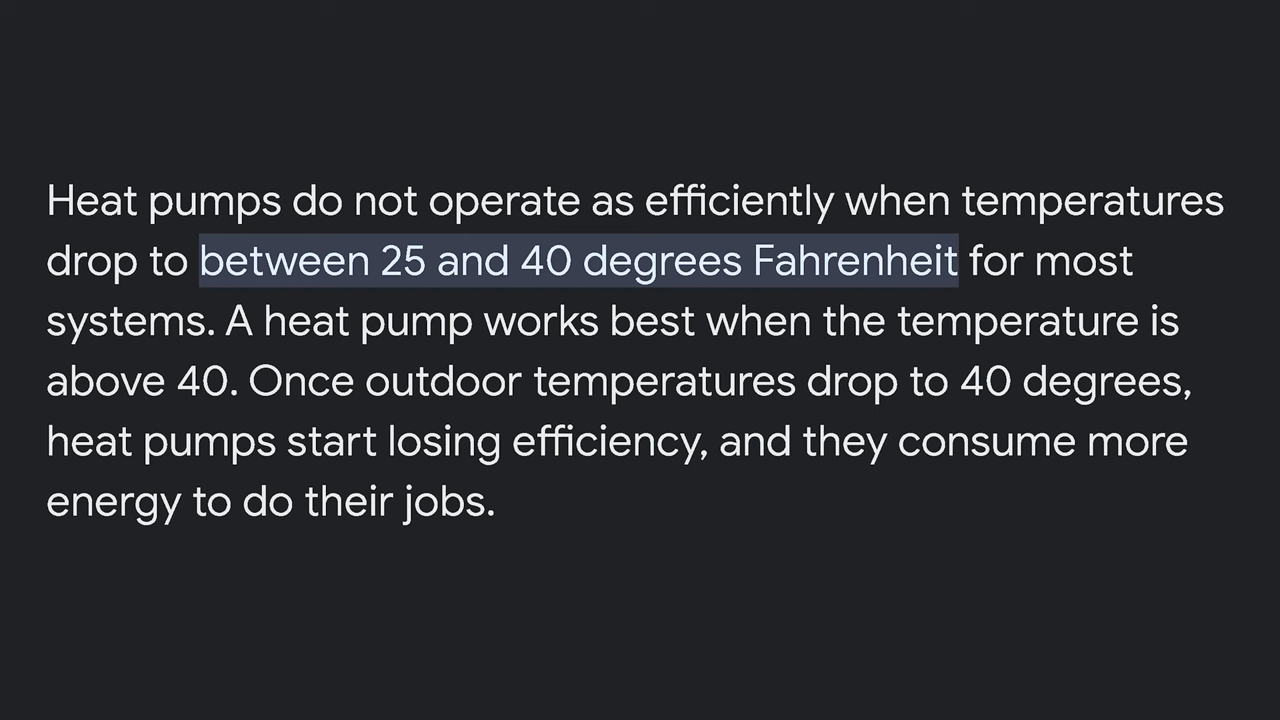 Heat pumps do not operate as efficiently when temperatures
drop to between 25 and 40 degrees Fahrenheit for most
systems. A heat pump works best when the temperature is
above 40. Once outdoor temperatures drop to 40 degrees,
heat pumps start losing efficiency, and they consume more
energy to do their jobs.